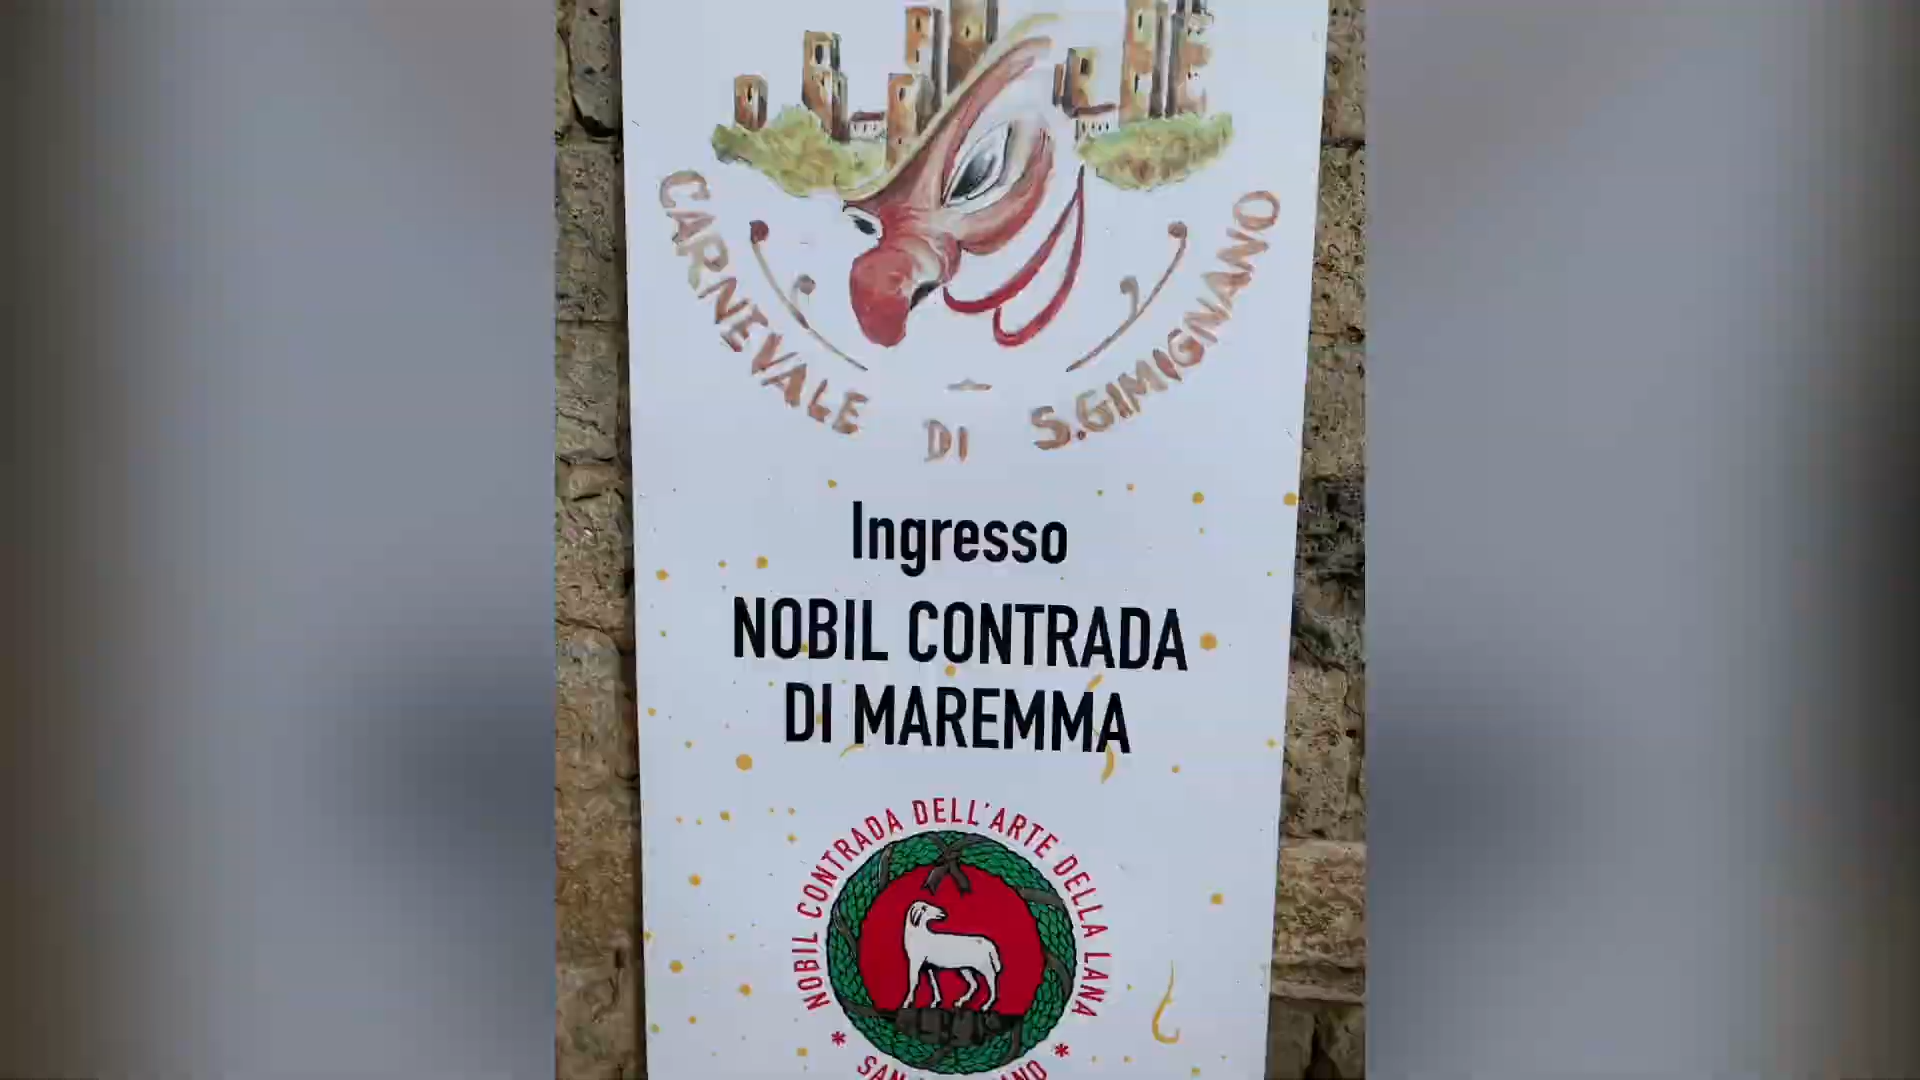 CARNEVALE DI S.GIMIGNANO
Ingresso
NOBIL CONTRADA
DI MAREMMA
NOBIL CONTRADA DELL'ARTE DELLA LANA